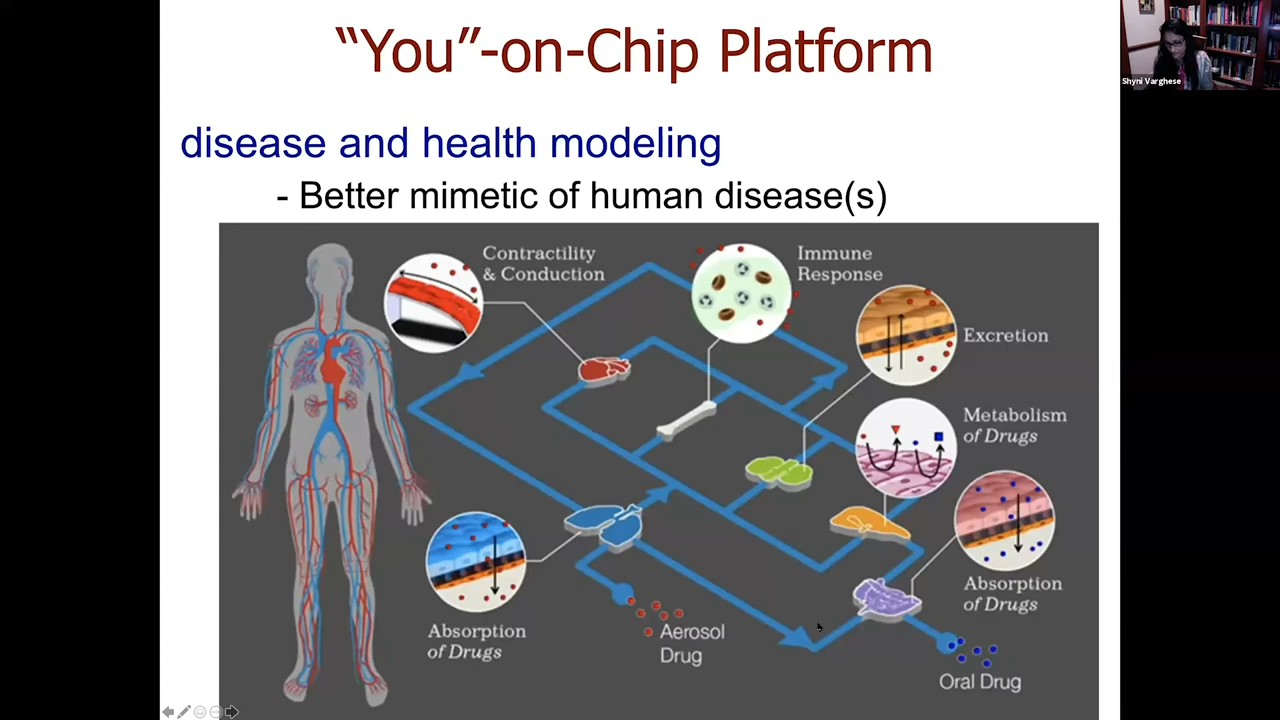 “You”-on-Chip Platform
Shyni Varghese
disease and health modeling
- Better mimetic of human disease(s)
Contractility
& Conduction
Immune
Response
Excretion
Metabolism
of Drugs
Absorption
of Drugs
Absorption
of Drugs
Aerosol
Drug
Oral Drug